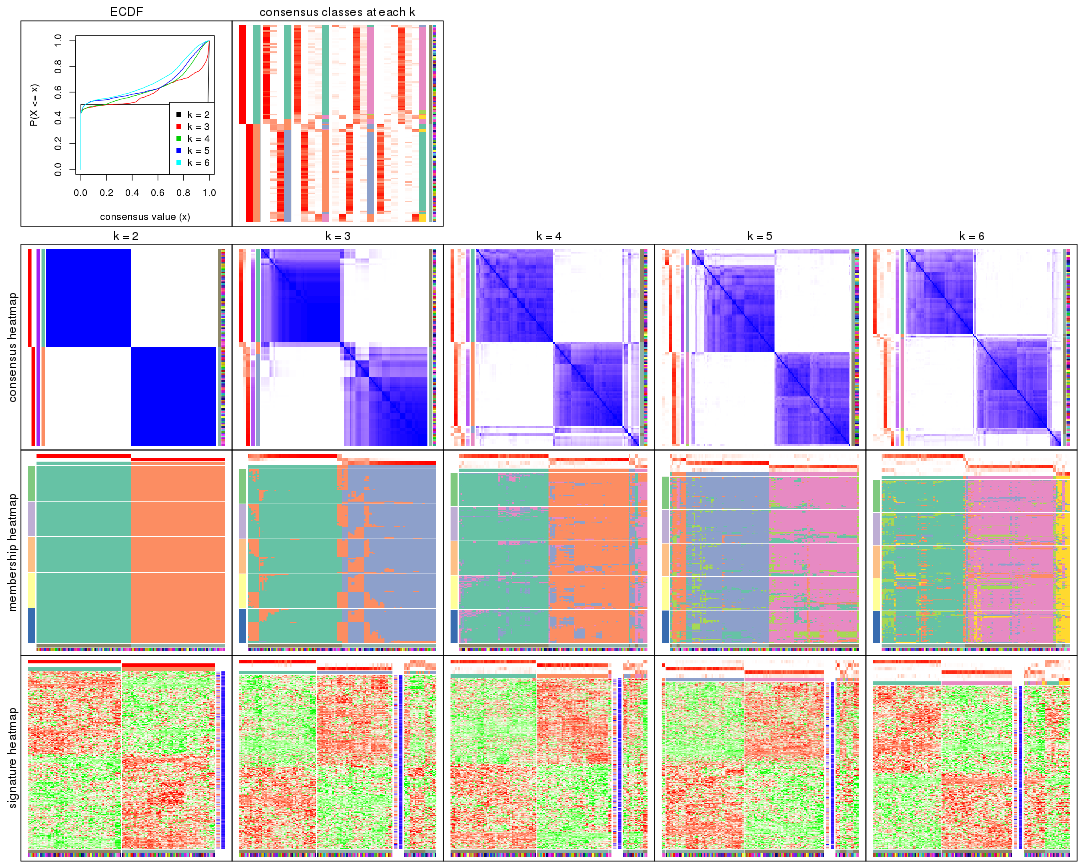 ECDF
consensus classes at each k
P(X <= x)
0.0
0.2
0.4
0.6
0.8
1.0
k = 2
k = 3
k = 4
k = 5
k = 6
0.0 0.2 0.4 0.6 0.8 1.0
consensus value (x)
k = 2
k = 3
k = 4
k = 5
k = 6
consensus heatmap
membership heatmap
signature heatmap